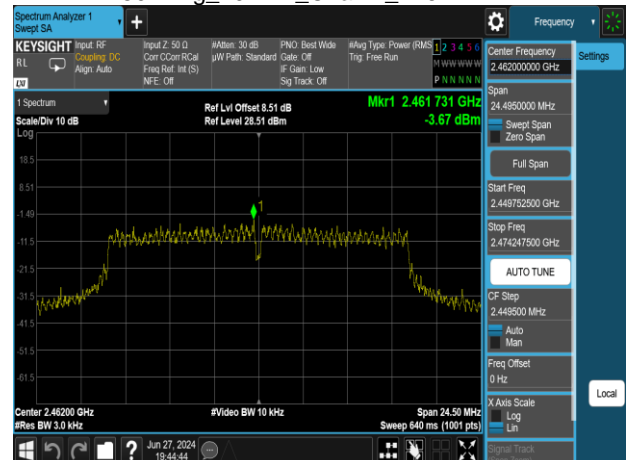 Spectrum Analyzer 1
Swept SA
+
Frequency
KEYSIGHT
RL
LXI
Input: RF
Coupling: DC
Align: Auto
Input Z: 50 Ω
Corr CCorr RCal
Freq Ref: Int (S)
NFE: Off
#Atten: 30 dB
µW Path: Standard
PNO: Best Wide
Gate: Off
IF Gain: Low
Sig Track: Off
#Avg Type: Power (RMS
Trig: Free Run
1 2 3 4 5 6
M W W W W W
P N N N N N
Center Frequency
2.462000000 GHz
Settings
Span
24.4950000 MHz
Swept Span
Zero Span
Full Span
Start Freq
2.449752500 GHz
Stop Freq
2.474247500 GHz
AUTO TUNE
CF Step
2.449500 MHz
Auto
Man
Freq Offset
0 Hz
X Axis Scale
Log
Lin
Signal Track
Local
1 Spectrum
Scale/Div 10 dB
Log
Ref Lvl Offset 8.51 dB
Ref Level 28.51 dBm
Mkr1 2.461 731 GHz
-3.67 dBm
1
18.5
8.51
-1.49
-11.5
-21.5
-31.5
-41.5
-51.5
-61.5
Center 2.46200 GHz
#Res BW 3.0 kHz
#Video BW 10 kHz
Span 24.50 MHz
Sweep 640 ms (1001 pts)
?
Jun 27, 2024
19:44:44